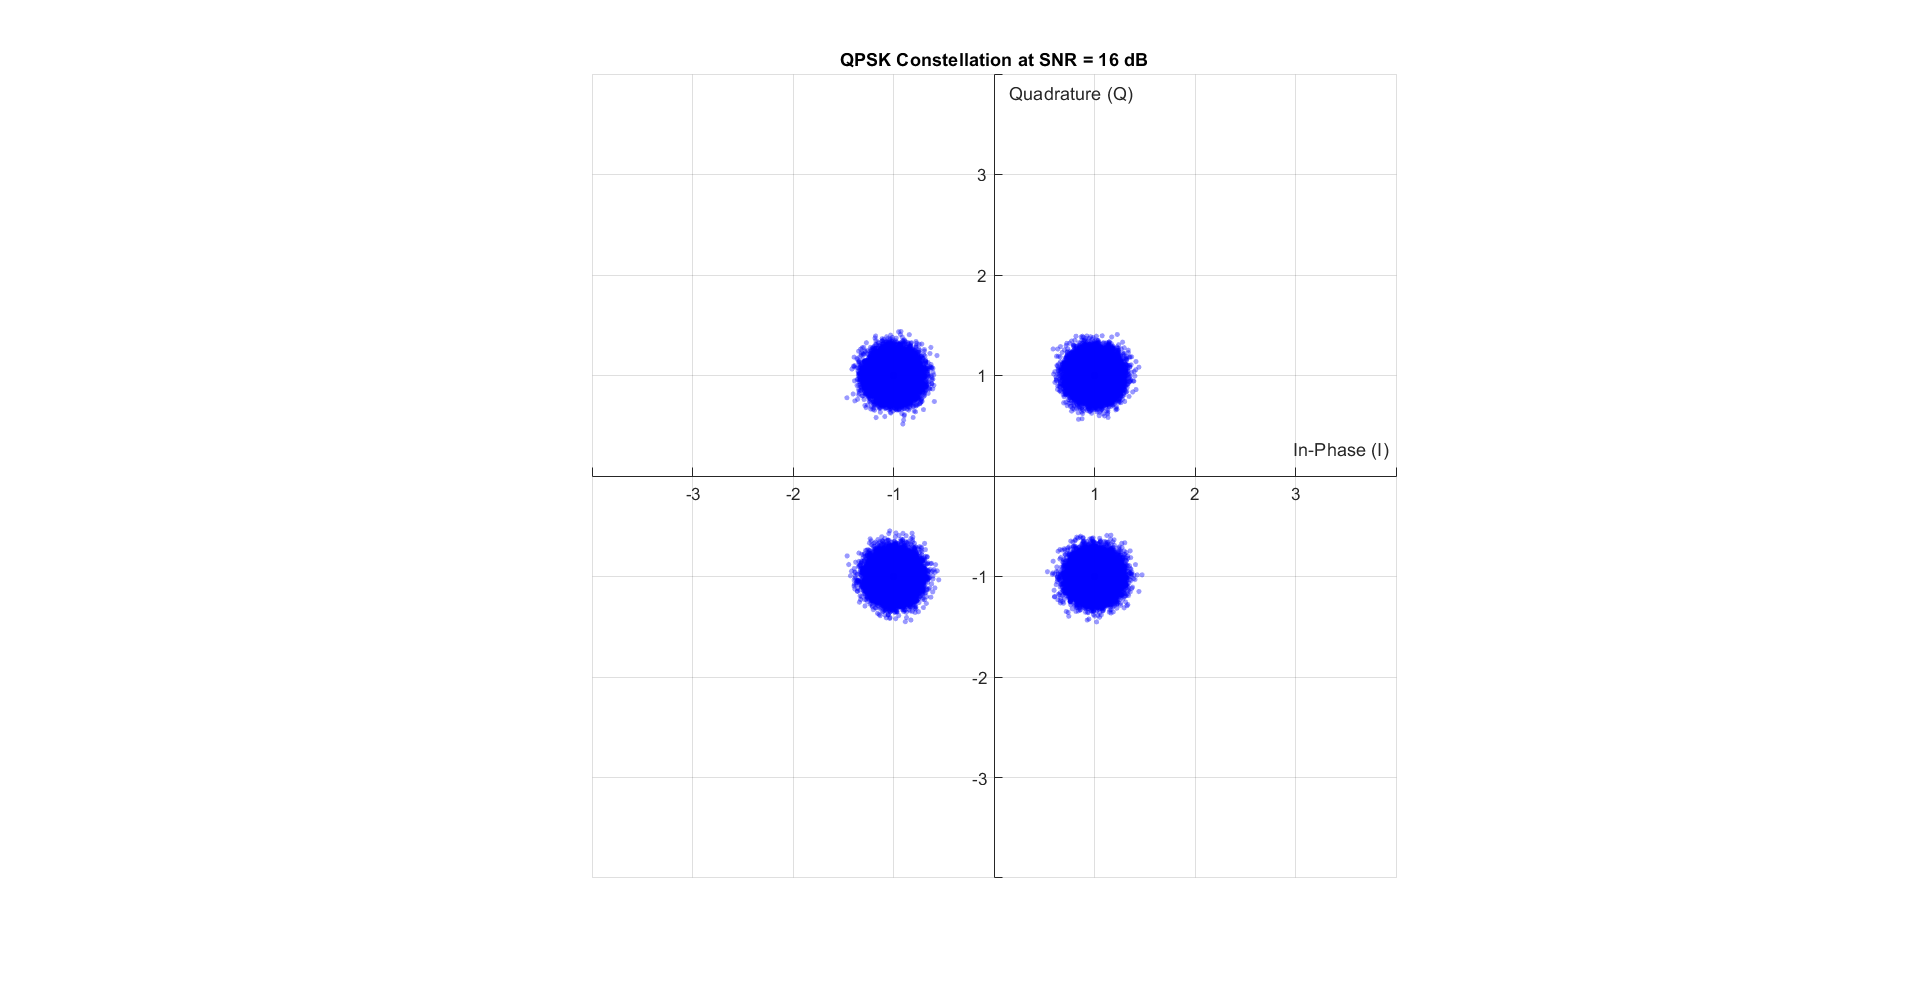 QPSK Constellation at SNR = 16 dB
Quadrature (Q)
3
2
1
In-Phase (I)
-3 -2 -1 1 2 3
-1
-2
-3